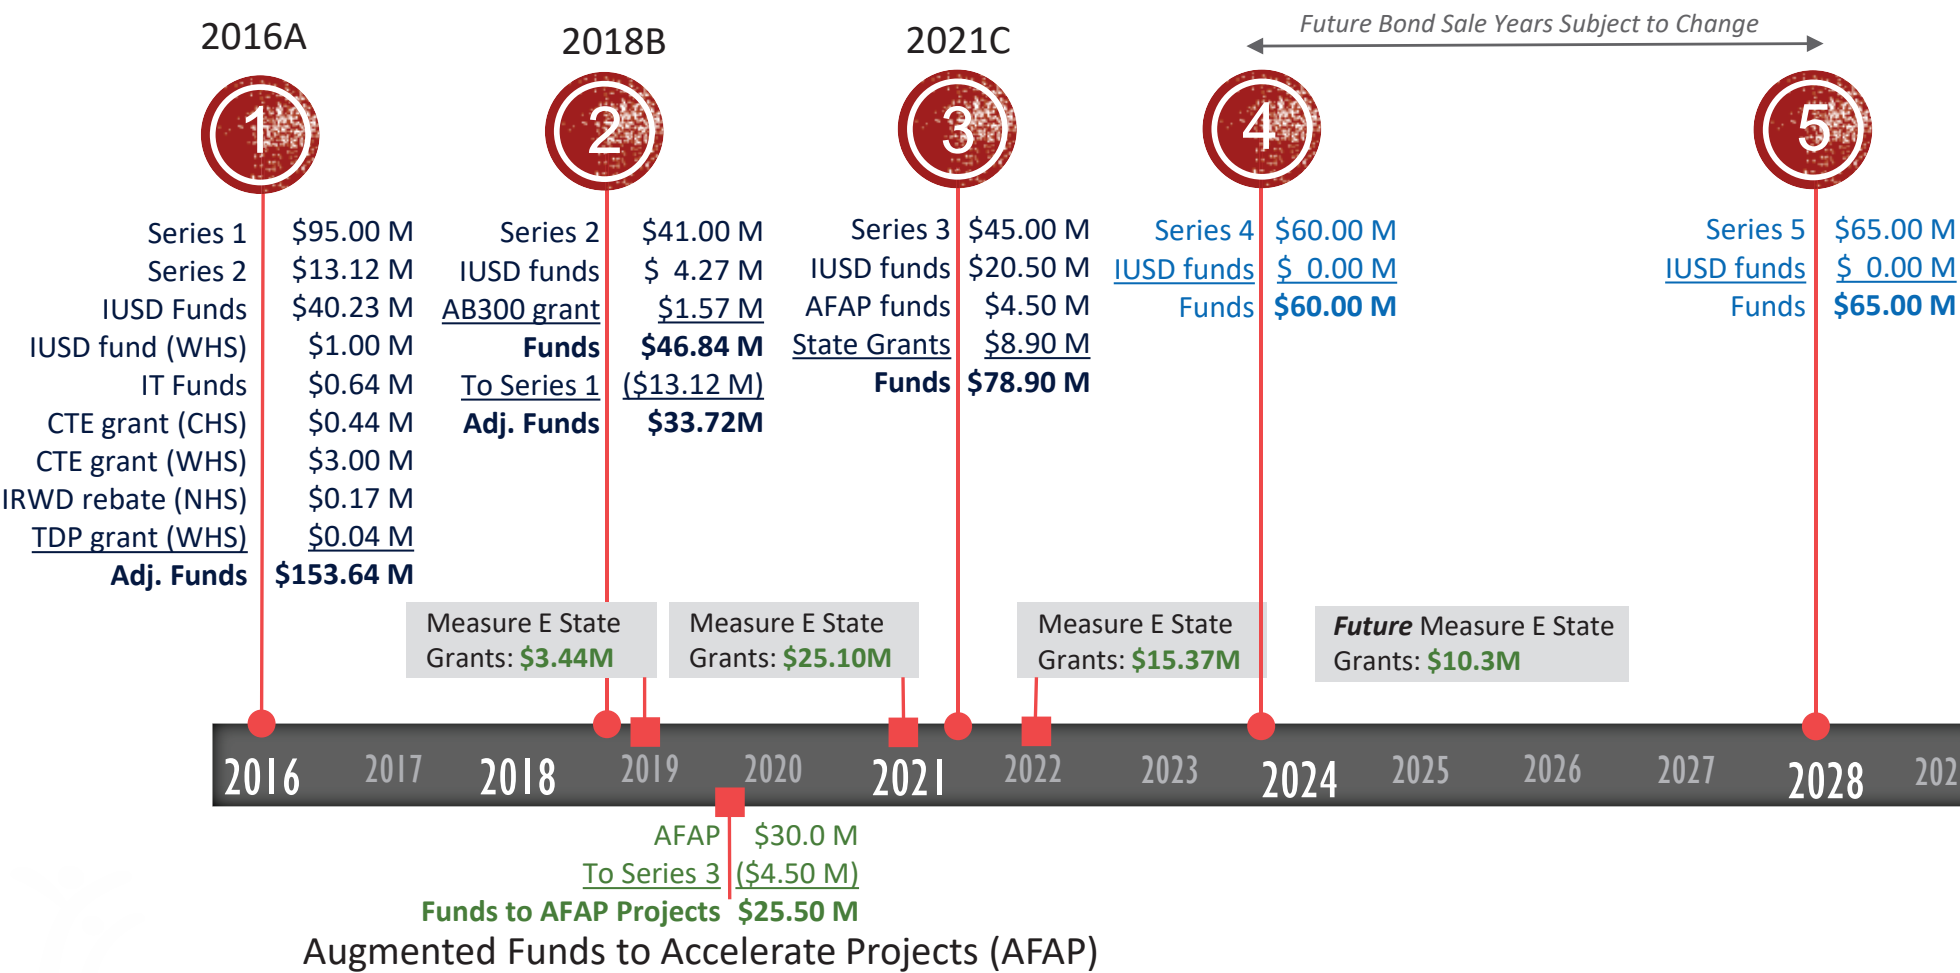 2016A
2018B
2021C
Future Bond Sale Years Subject to Change
1
2
3
4
5
Series 1 $95.00 M
Series 2 $13.12 M
IUSD Funds $40.23 M
IUSD fund (WHS) $1.00 M
IT Funds $0.64 M
CTE grant (CHS) $0.44 M
CTE grant (WHS) $3.00 M
IRWD rebate (NHS) $0.17 M
TDP grant (WHS) $0.04 M
Adj. Funds $153.64 M
Series 2 $41.00 M
IUSD funds $ 4.27 M
AB300 grant $1.57 M
Funds $46.84 M
To Series 1 ($13.12 M)
Adj. Funds $33.72M
Series 3 $45.00 M
IUSD funds $20.50 M
AFAP funds $4.50 M
State Grants $8.90 M
Funds $78.90 M
Series 4 $60.00 M
IUSD funds $ 0.00 M
Funds $60.00 M
Series 5 $65.00 M
IUSD funds $ 0.00 M
Funds $65.00 M
Measure E State
Grants: $3.44M
Measure E State
Grants: $25.10M
Measure E State
Grants: $15.37M
Future Measure E State
Grants: $10.3M
2016 2017 2018 2019 2020 2021 2022 2023 2024 2025 2026 2027 2028 202
AFAP $30.0 M
To Series 3 ($4.50 M)
Funds to AFAP Projects $25.50 M
Augmented Funds to Accelerate Projects (AFAP)